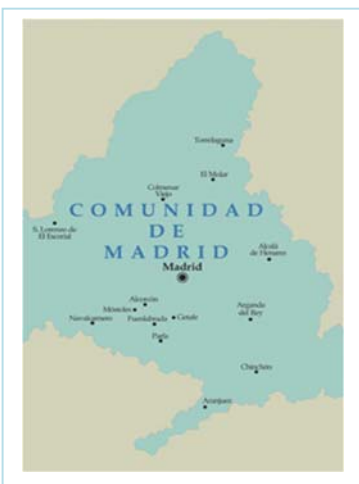 Torrelaguna
El Molar
Colmenar
Viejo
COMUNIDAD
DE
MADRID
S. Lorenzo de
El Escorial
Alcalá
de Henares
Madrid
Alcorcón
Móstoles
Getafe
Arganda
del Rey
Navalcarnero
Fuenlabrada
Parla
Chinchón
Aranjuez